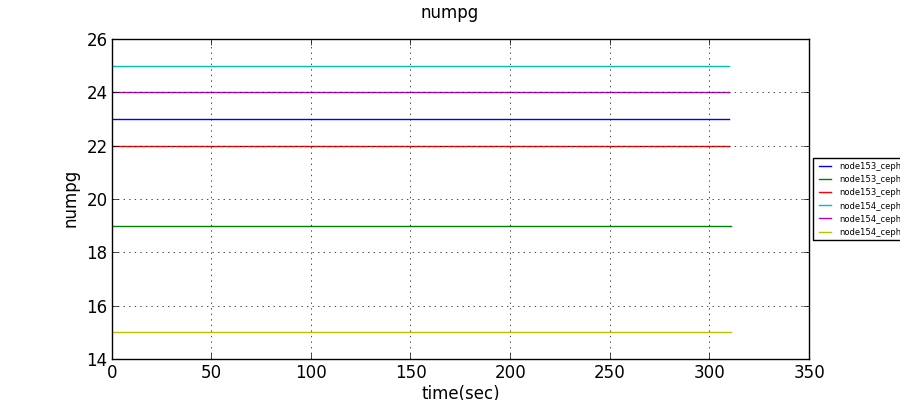 numpg
26
24
22
20
18
16
14
numpg
0 50 100 150 200 250 300 350
time(sec)
node153_ceph
node153_ceph
node153_ceph
node154_ceph
node154_ceph
node154_ceph